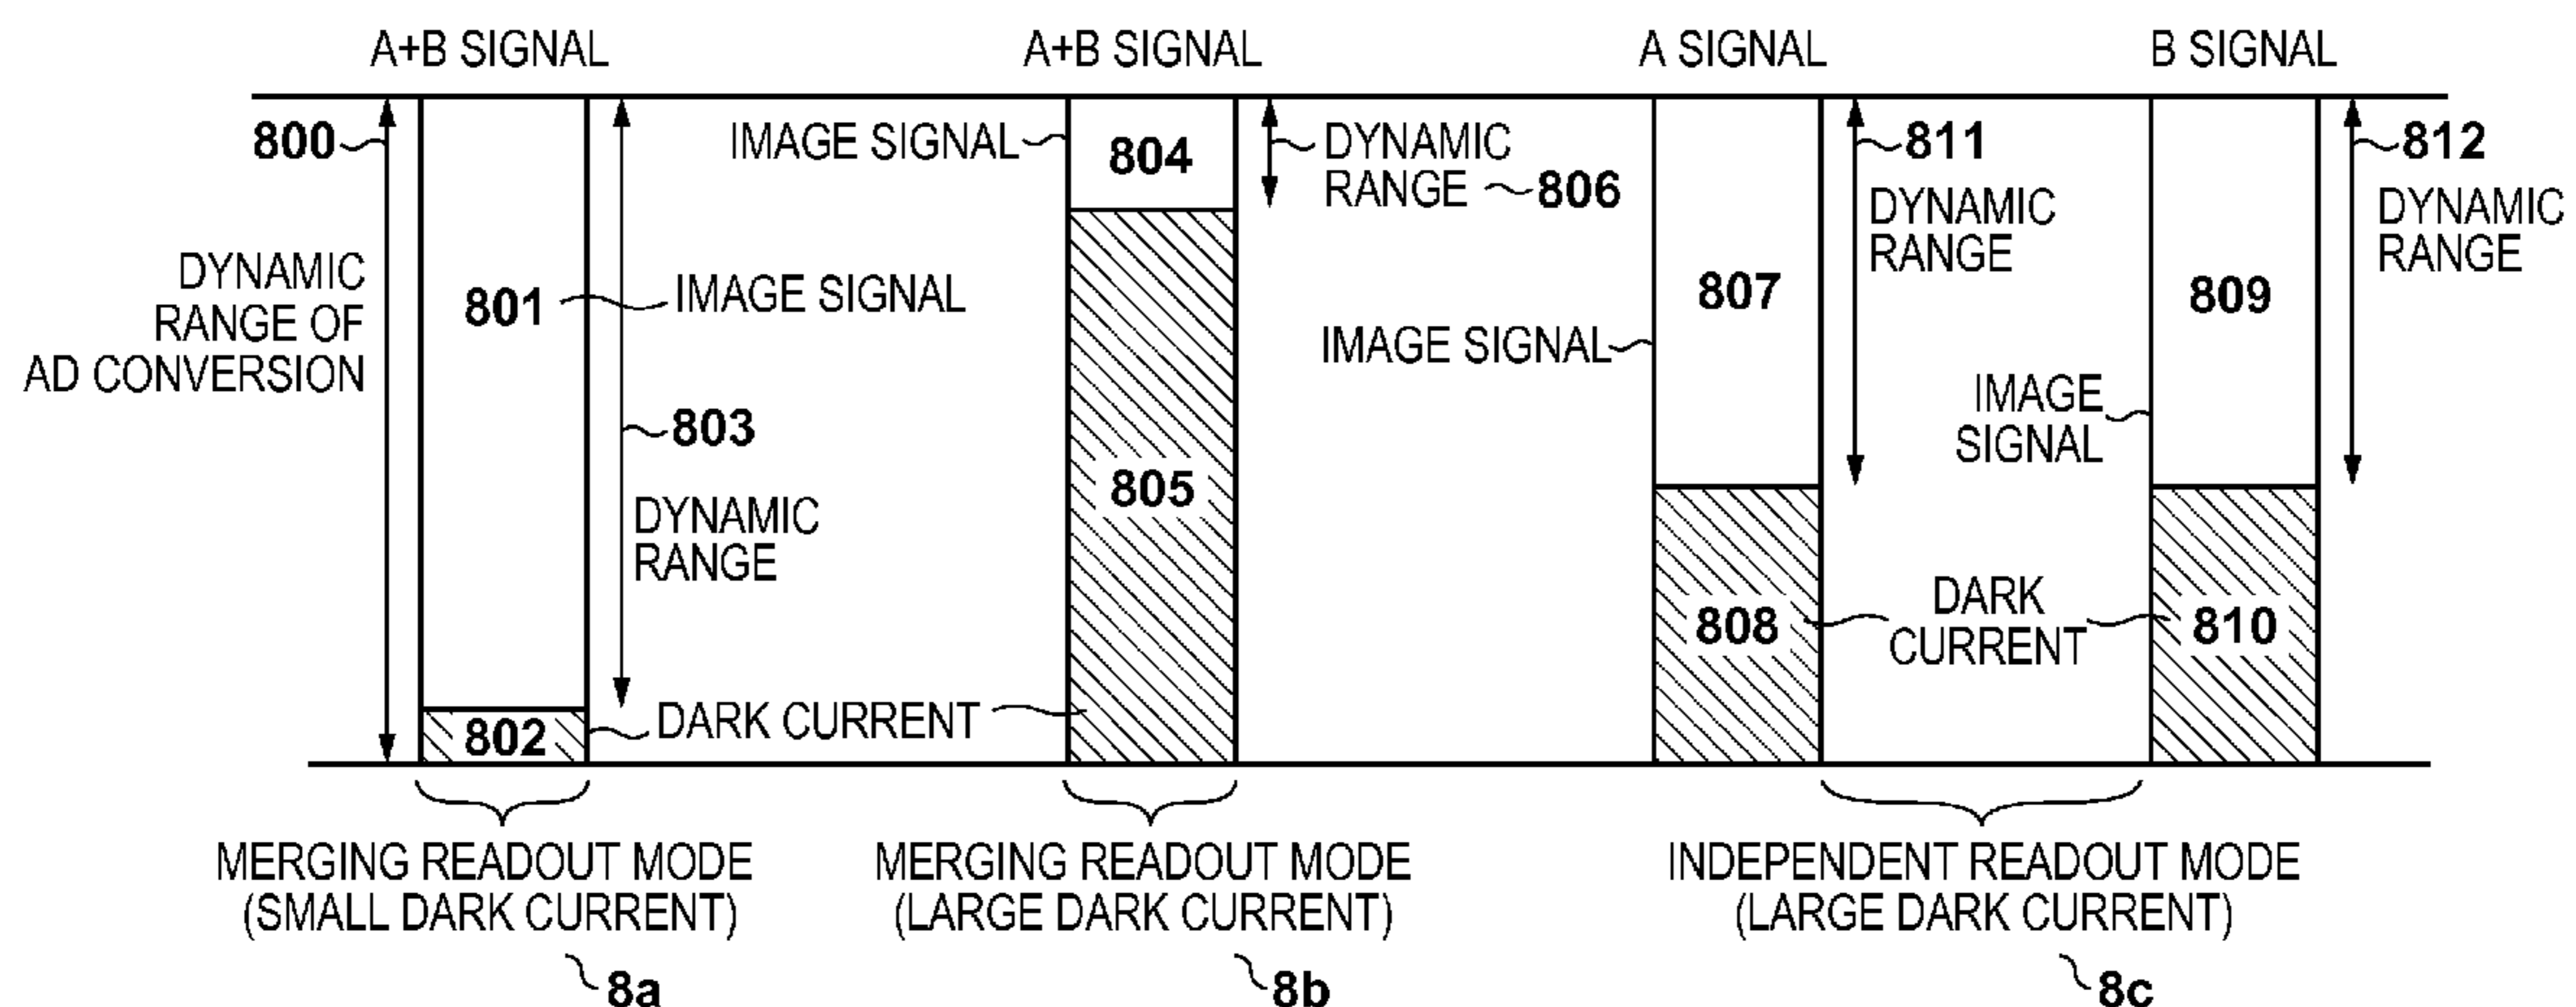 A+B SIGNAL
A+B SIGNAL
A SIGNAL
B SIGNAL
800
DYNAMIC
RANGE OF
AD CONVERSION
801
IMAGE SIGNAL
803
DYNAMIC
RANGE
802
DARK CURRENT
IMAGE SIGNAL
804
DYNAMIC
RANGE
806
805
IMAGE SIGNAL
807
811
DYNAMIC
RANGE
808
DARK
CURRENT
IMAGE
SIGNAL
809
812
DYNAMIC
RANGE
810
MERGING READOUT MODE
(SMALL DARK CURRENT)
8a
MERGING READOUT MODE
(LARGE DARK CURRENT)
8b
INDEPENDENT READOUT MODE
(LARGE DARK CURRENT)
8c